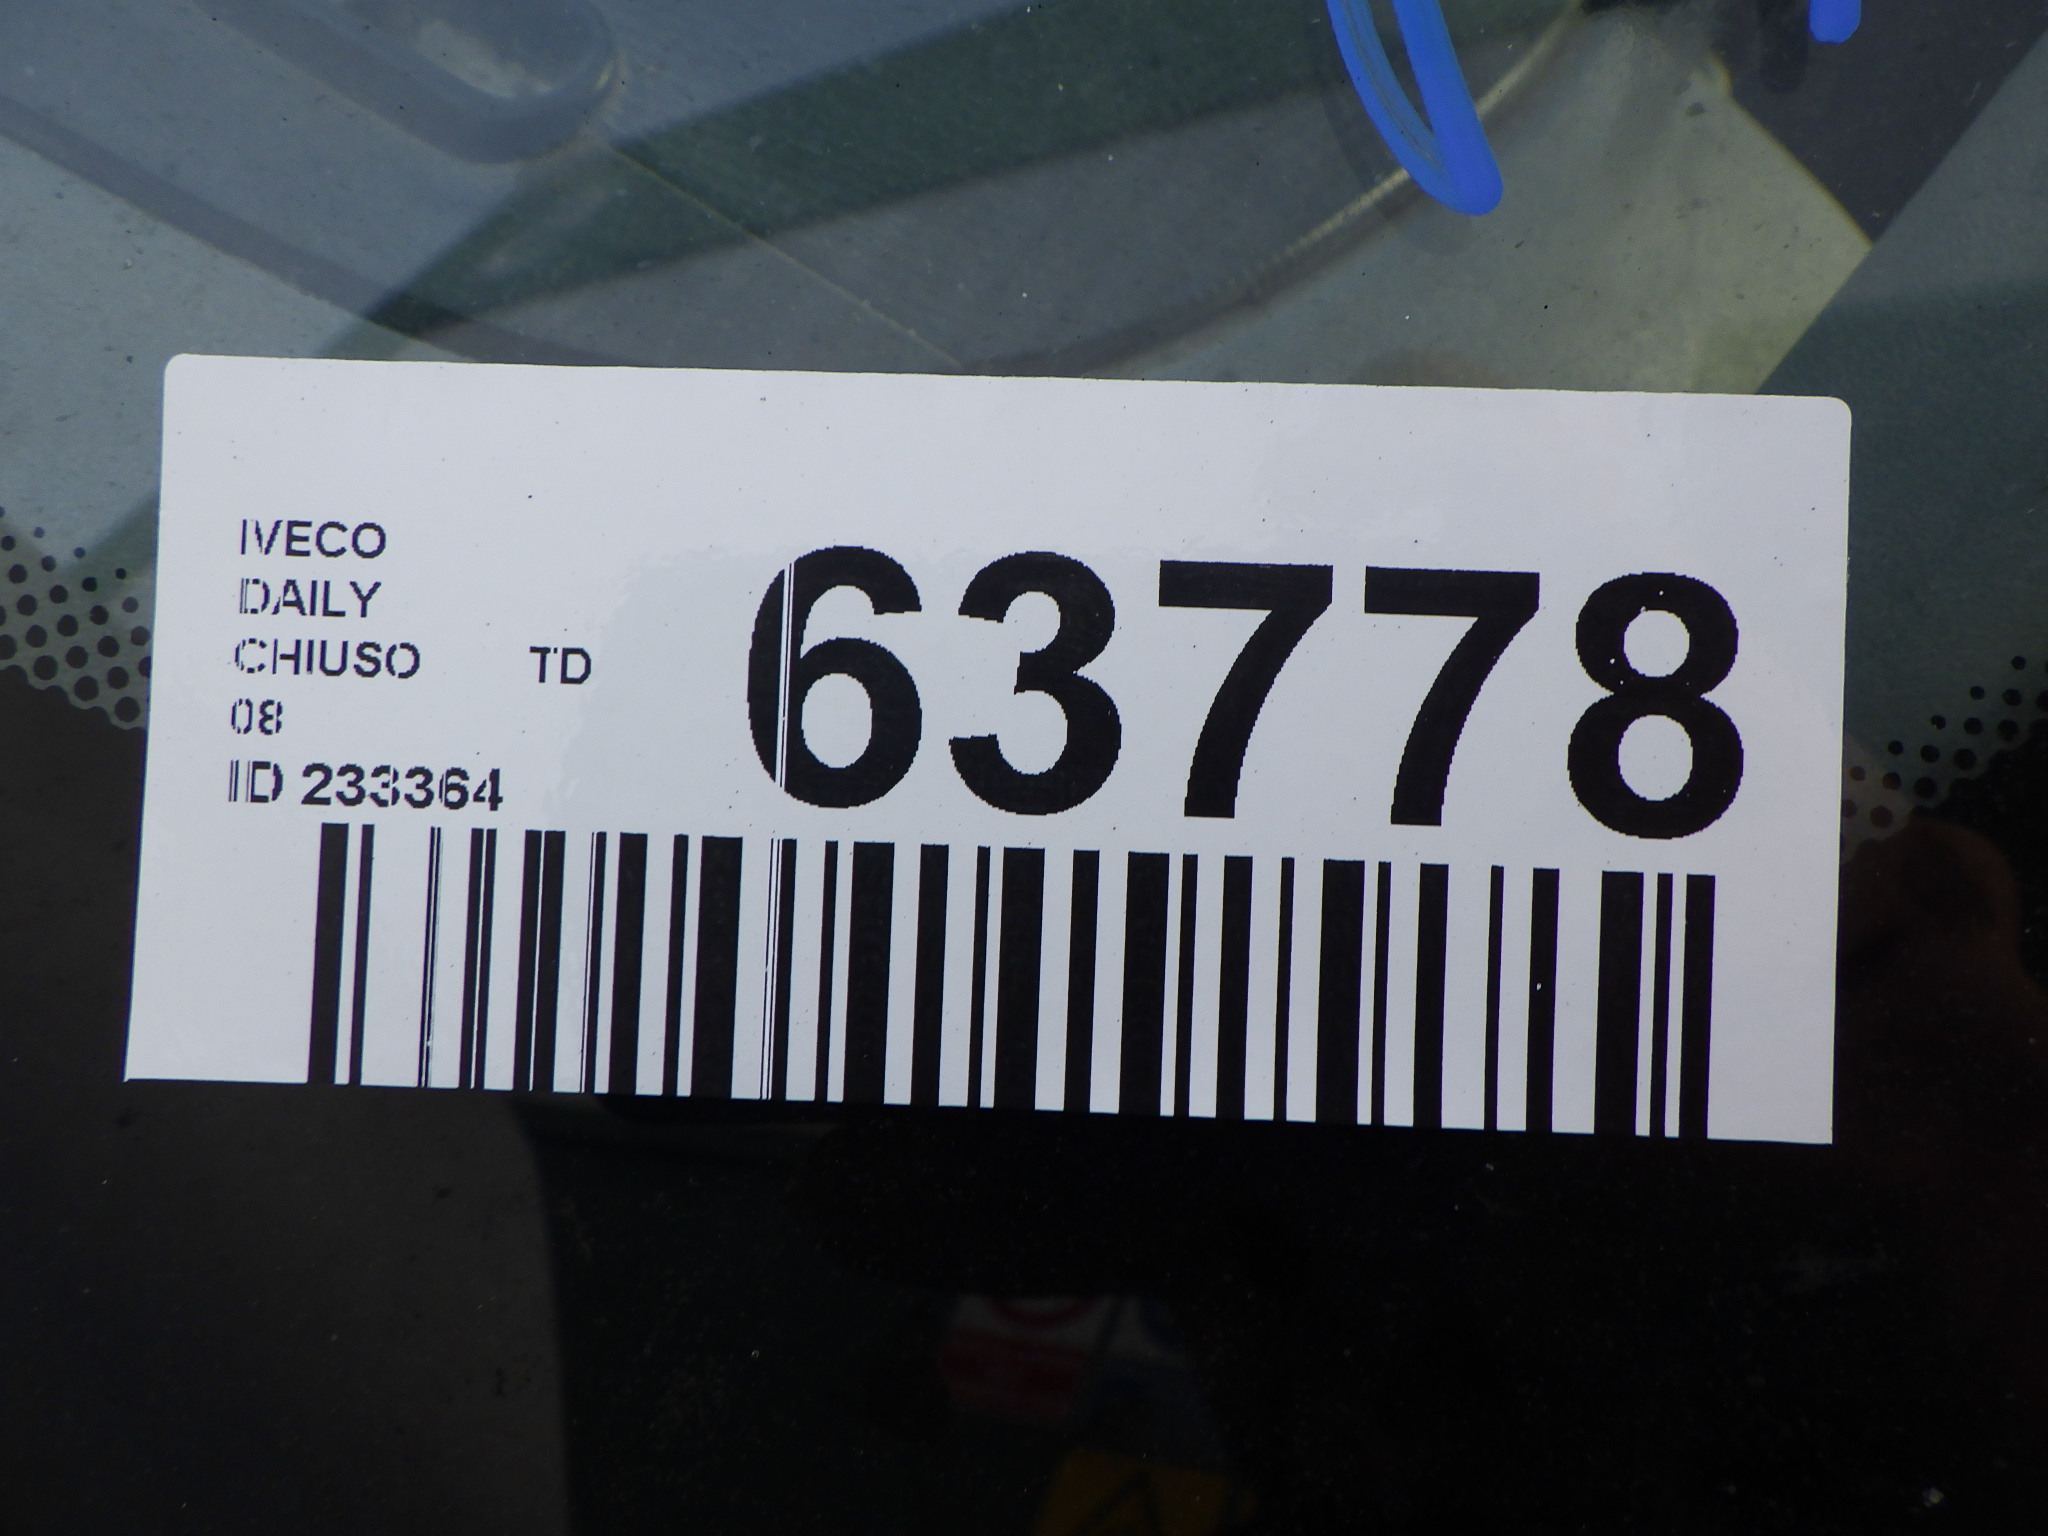 IVECO
DAILY
CHIUSO TD
08
ID 233364
63778